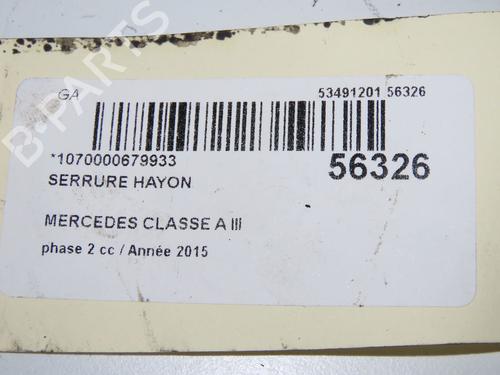 GA 53491201 56326
*1070000679933 56326
SERRURE HAYON
MERCEDES CLASSE A III
phase 2 cc / Année 2015
B-PARTS